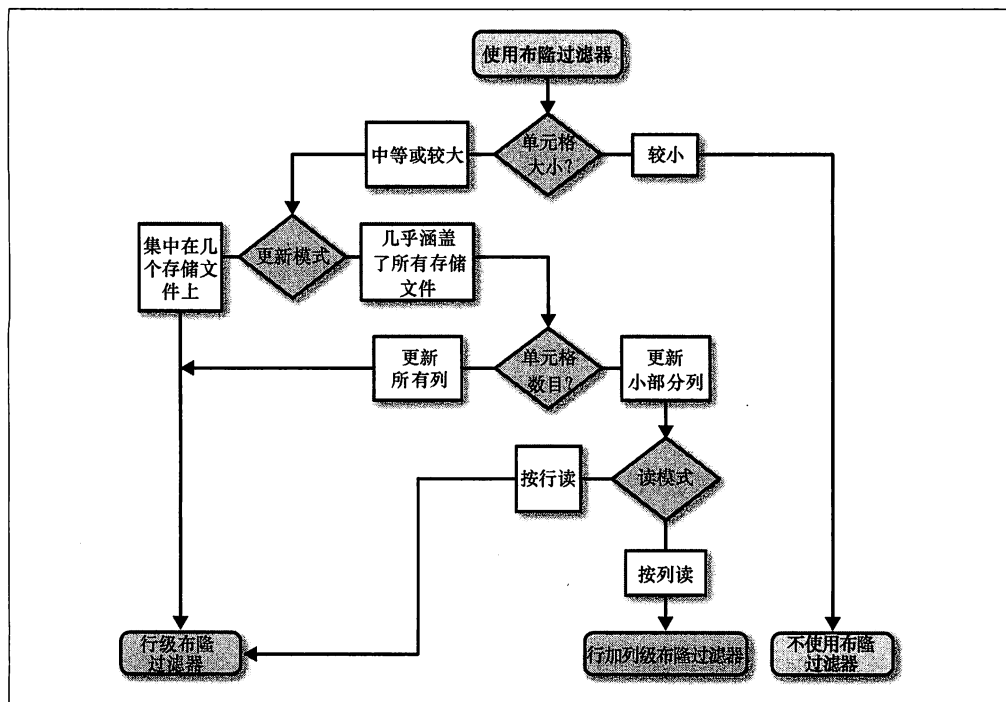 使用布隆过滤器
单元格
大小？
中等或较大
较小
更新模式
集中在几
个存储文
件上
几乎涵盖
了所有存储
文件
单元格
数目？
更新
所有列
更新
小部分列
读模式
按行读
按列读
行级布隆
过滤器
行加列级布隆过滤器
不使用布隆
过滤器